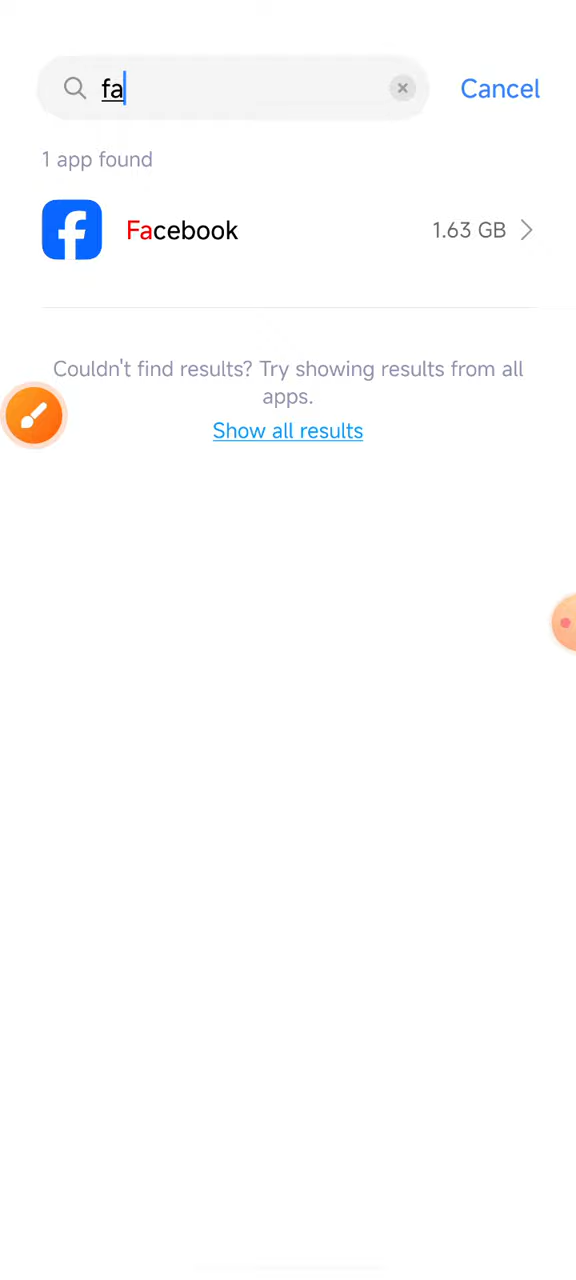 fa
Cancel
1 app found
Facebook
1.63 GB
Couldn't find results? Try showing results from all
apps.
Show all results